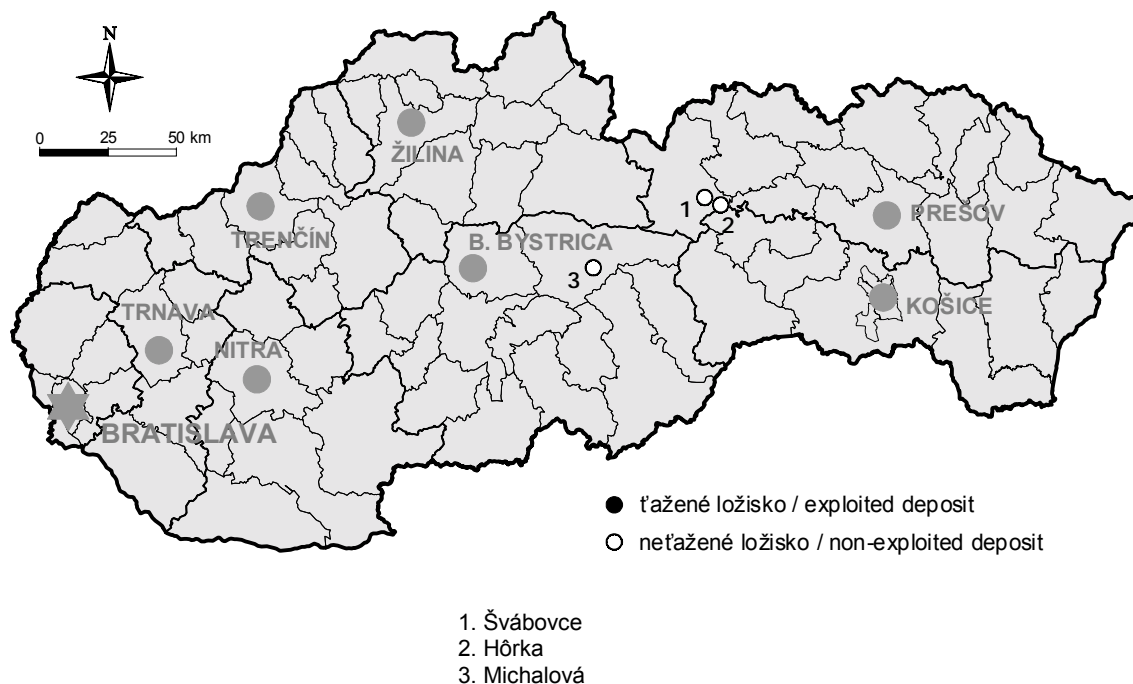 N
0 25 50 km
ŽILINA
TRENČÍN
PREŠOV
1
2
B. BYSTRICA
3
KOŠICE
TRNAVA
NITRA
BRATISLAVA
ťažené ložisko / exploited deposit
neťažené ložisko / non-exploited deposit
1. Švábovce
2. Hôrka
3. Michalová